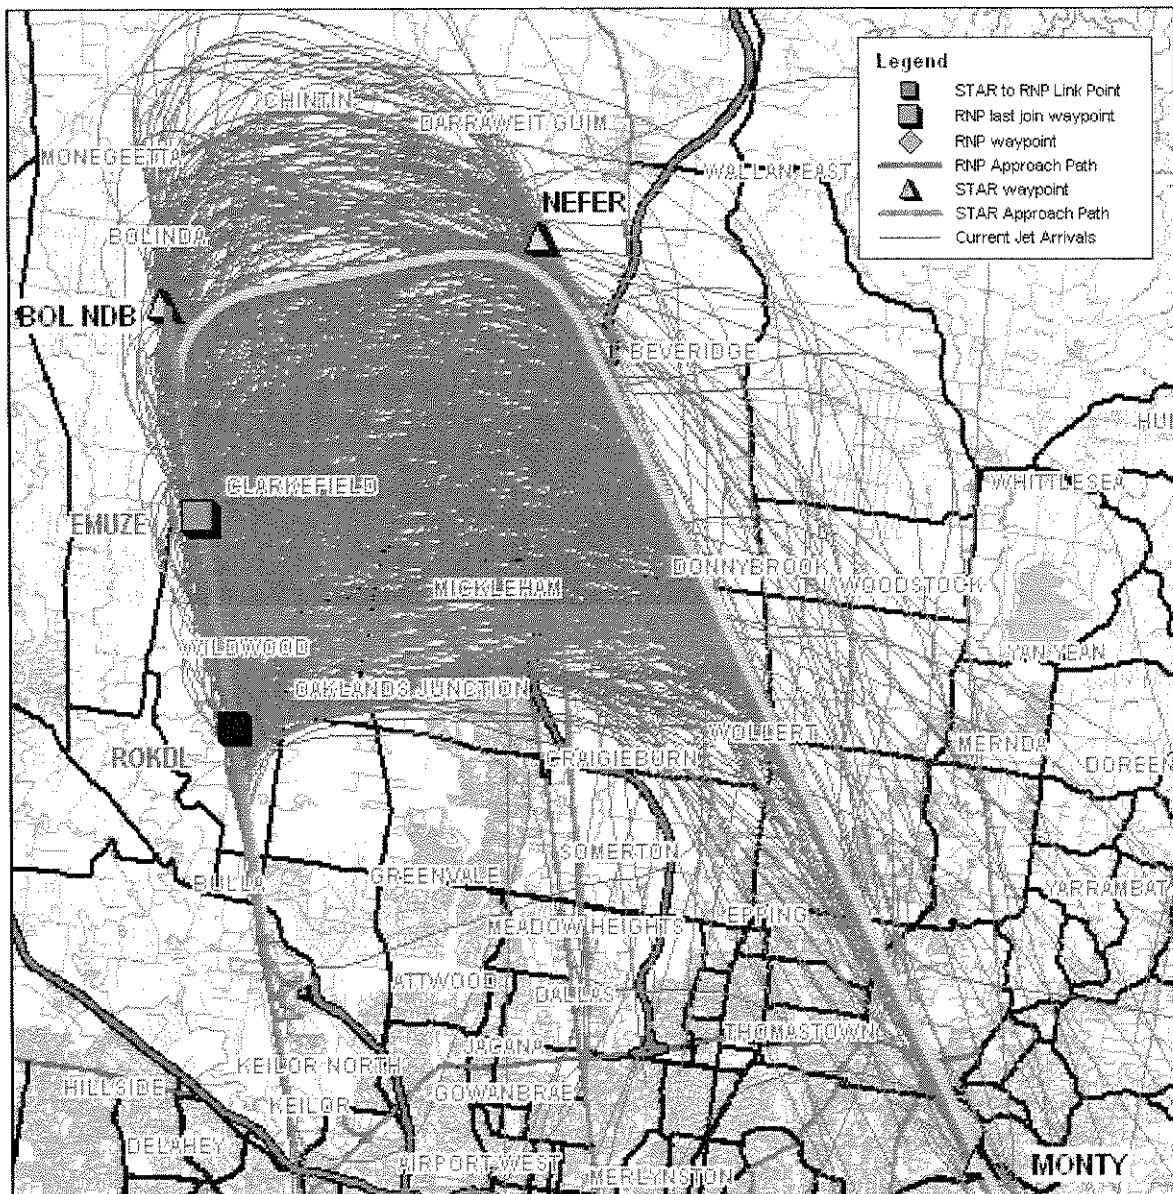 Legend
STAR to RNP Link Point
RNP last join waypoint
RNP waypoint
RNP Approach Path
STAR waypoint
STAR Approach Path
Current Jet Arrivals
CHINTIN
DARRAWEIT GUIM
MONEGEETTA
WALLAN EAST
NEFER
BOLINDA
BOL NDB
BEVERIDGE
HUI
CLARKEFIELD
WHITTLESEA
EMUZE
DONNYBROOK
MICKLEHAM
WOODSTOCK
WILDWOOD
YAN YEAN
OAKLANDS JUNCTION
WOLLERT
MERNDA
ROKDL
CRAIGIEBURN
DOREEN
SOMERTON
BULLA
GREENVALE
YARRAMBAT
EPPING
MEADOW HEIGHTS
ATTWOOD
DALLAS
THOMASTOWN
JACANA
KEILOR NORTH
HILLSIDE
GOWANBRAE
KEILOR
DELAHEY
AIRPORT WEST
MONTY
MERLYNSTON